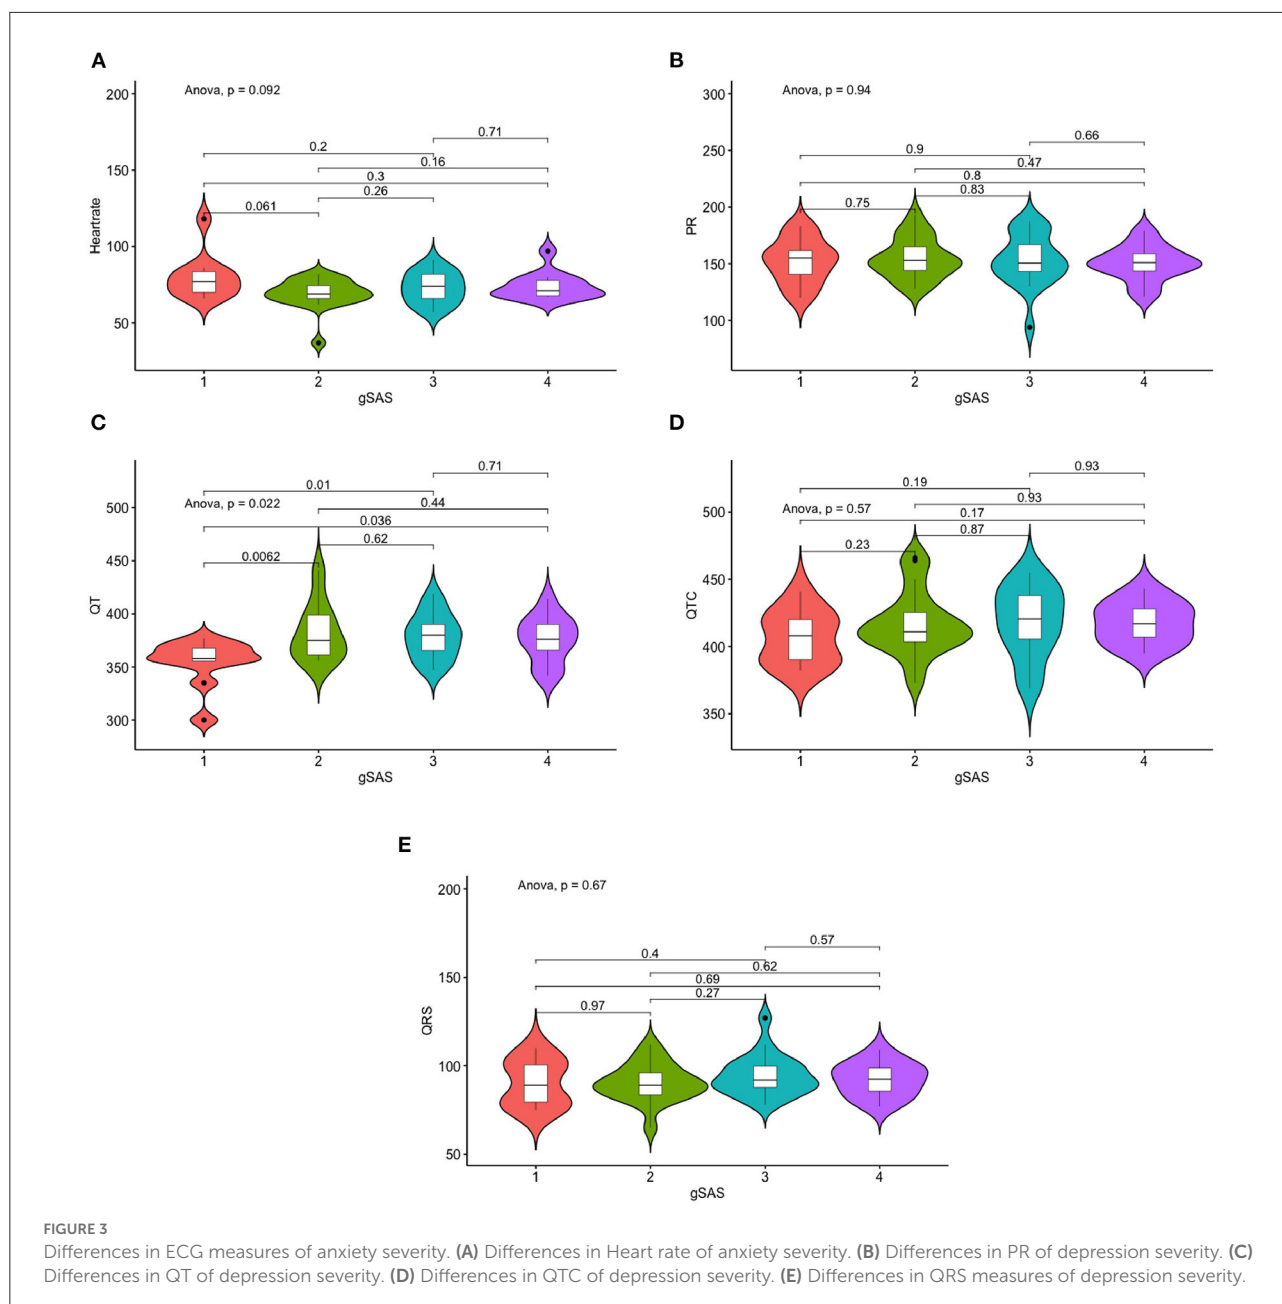 A
Anova, p = 0.092
200
150
100
50
Heartrate
0.71
0.2
0.16
0.3
0.26
0.061
1 2 3 4
gSAS
B
Anova, p = 0.94
300
250
200
150
100
PR
0.66
0.9
0.47
0.8
0.83
0.75
1 2 3 4
gSAS
C
Anova, p = 0.022
500
450
400
350
300
QT
0.71
0.01
0.44
0.036
0.62
0.0062
1 2 3 4
gSAS
D
Anova, p = 0.57
500
450
400
350
QTC
0.93
0.19
0.93
0.17
0.87
0.23
1 2 3 4
gSAS
E
Anova, p = 0.67
200
150
100
50
QRS
0.57
0.4
0.62
0.69
0.27
0.97
1 2 3 4
gSAS
FIGURE 3
Differences in ECG measures of anxiety severity. (A) Differences in Heart rate of anxiety severity. (B) Differences in PR of depression severity. (C)
Differences in QT of depression severity. (D) Differences in QTC of depression severity. (E) Differences in QRS measures of depression severity.